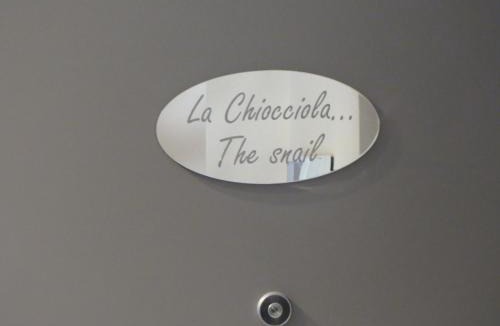 La Chiocciola...
The snail